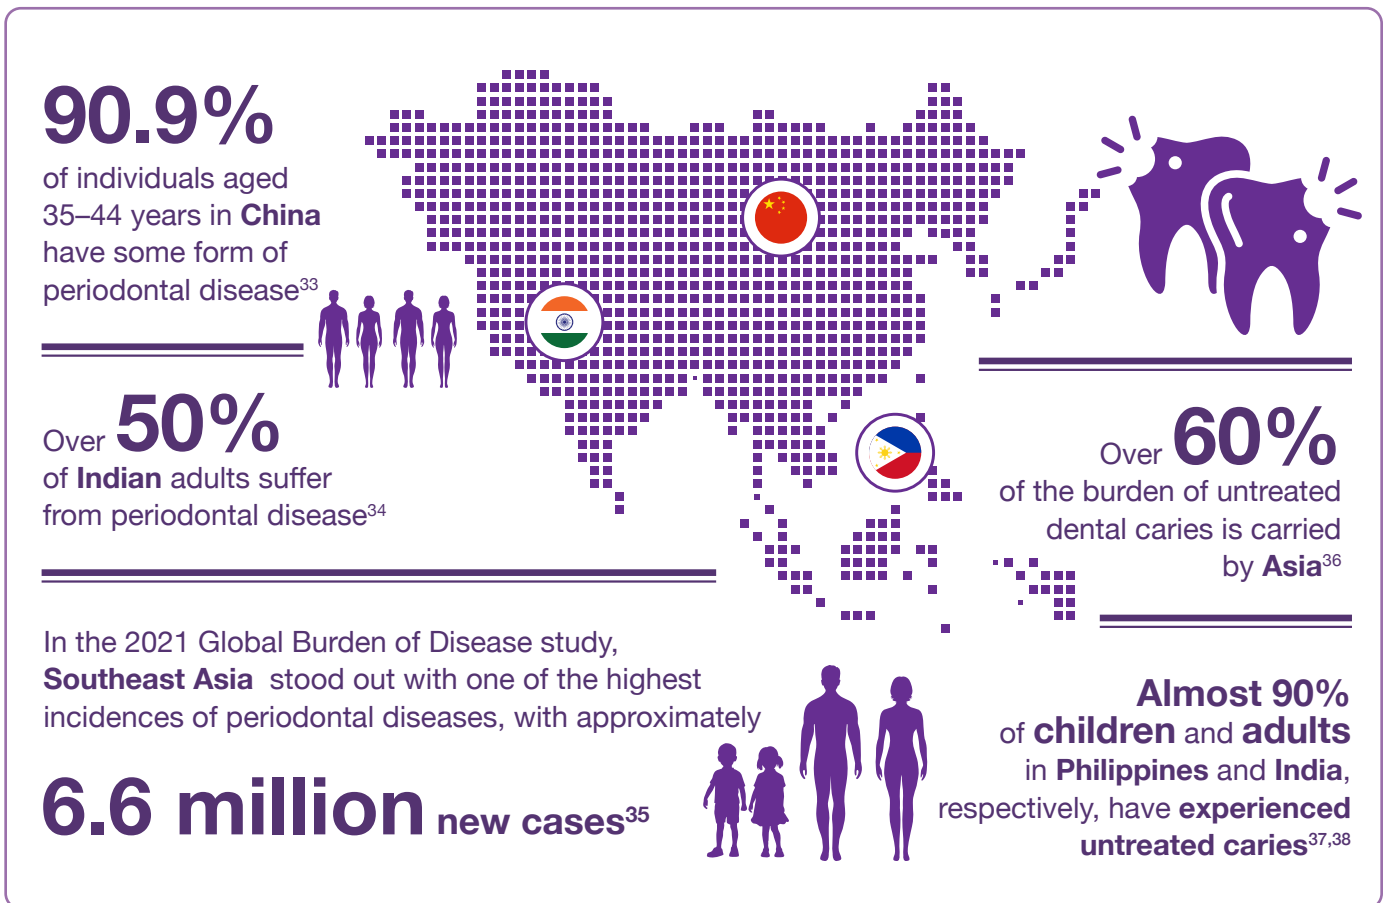 90.9%
of individuals aged
35–44 years in China
have some form of
periodontal disease33
Over 50%
of Indian adults suffer
from periodontal disease34
In the 2021 Global Burden of Disease study,
Southeast Asia stood out with one of the highest
incidences of periodontal diseases, with approximately
6.6 million new cases35
Over 60%
of the burden of untreated
dental caries is carried
by Asia36
Almost 90%
of children and adults
in Philippines and India,
respectively, have experienced
untreated caries37,38